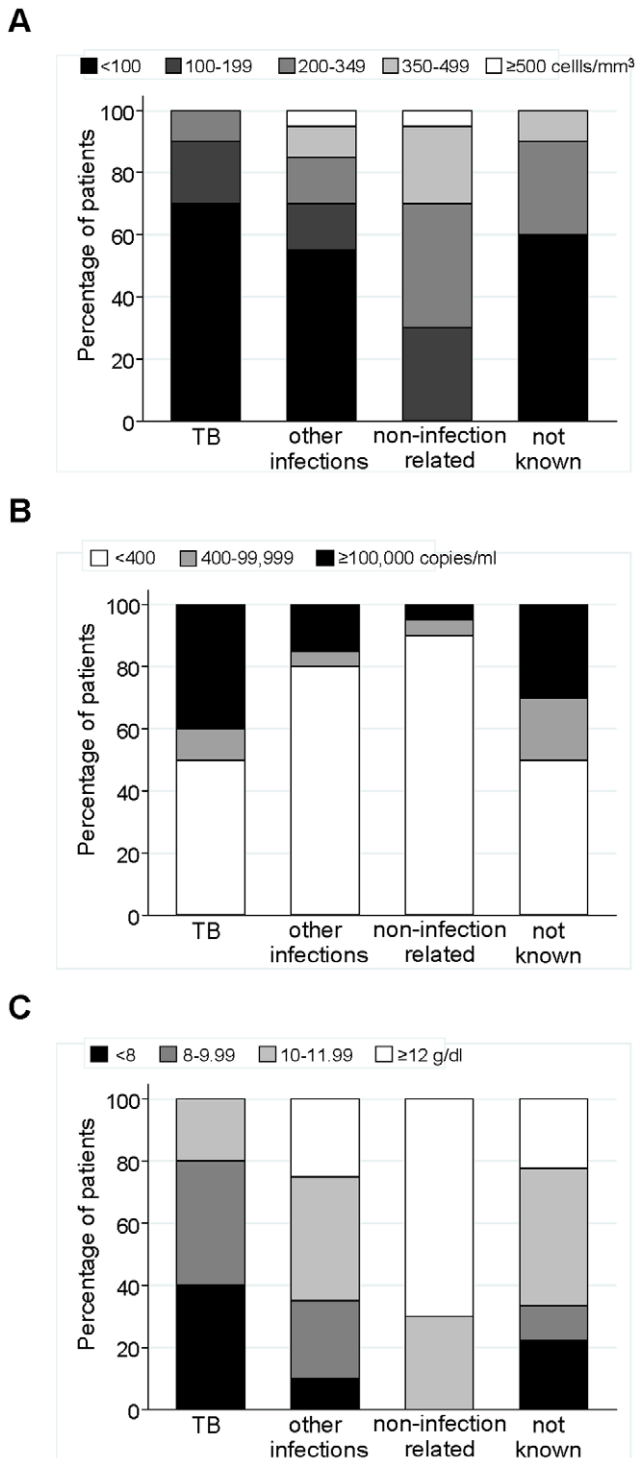 A
<100 100-199 200-349 350-499 ≥500 cellls/mm³
Percentage of patients
100
80
60
40
20
0
TB other infections non-infection related not known
B
<400 400-99,999 ≥100,000 copies/ml
Percentage of patients
100
80
60
40
20
0
TB other infections non-infection related not known
C
<8 8-9.99 10-11.99 ≥12 g/dl
Percentage of patients
100
80
60
40
20
0
TB other infections non-infection related not known